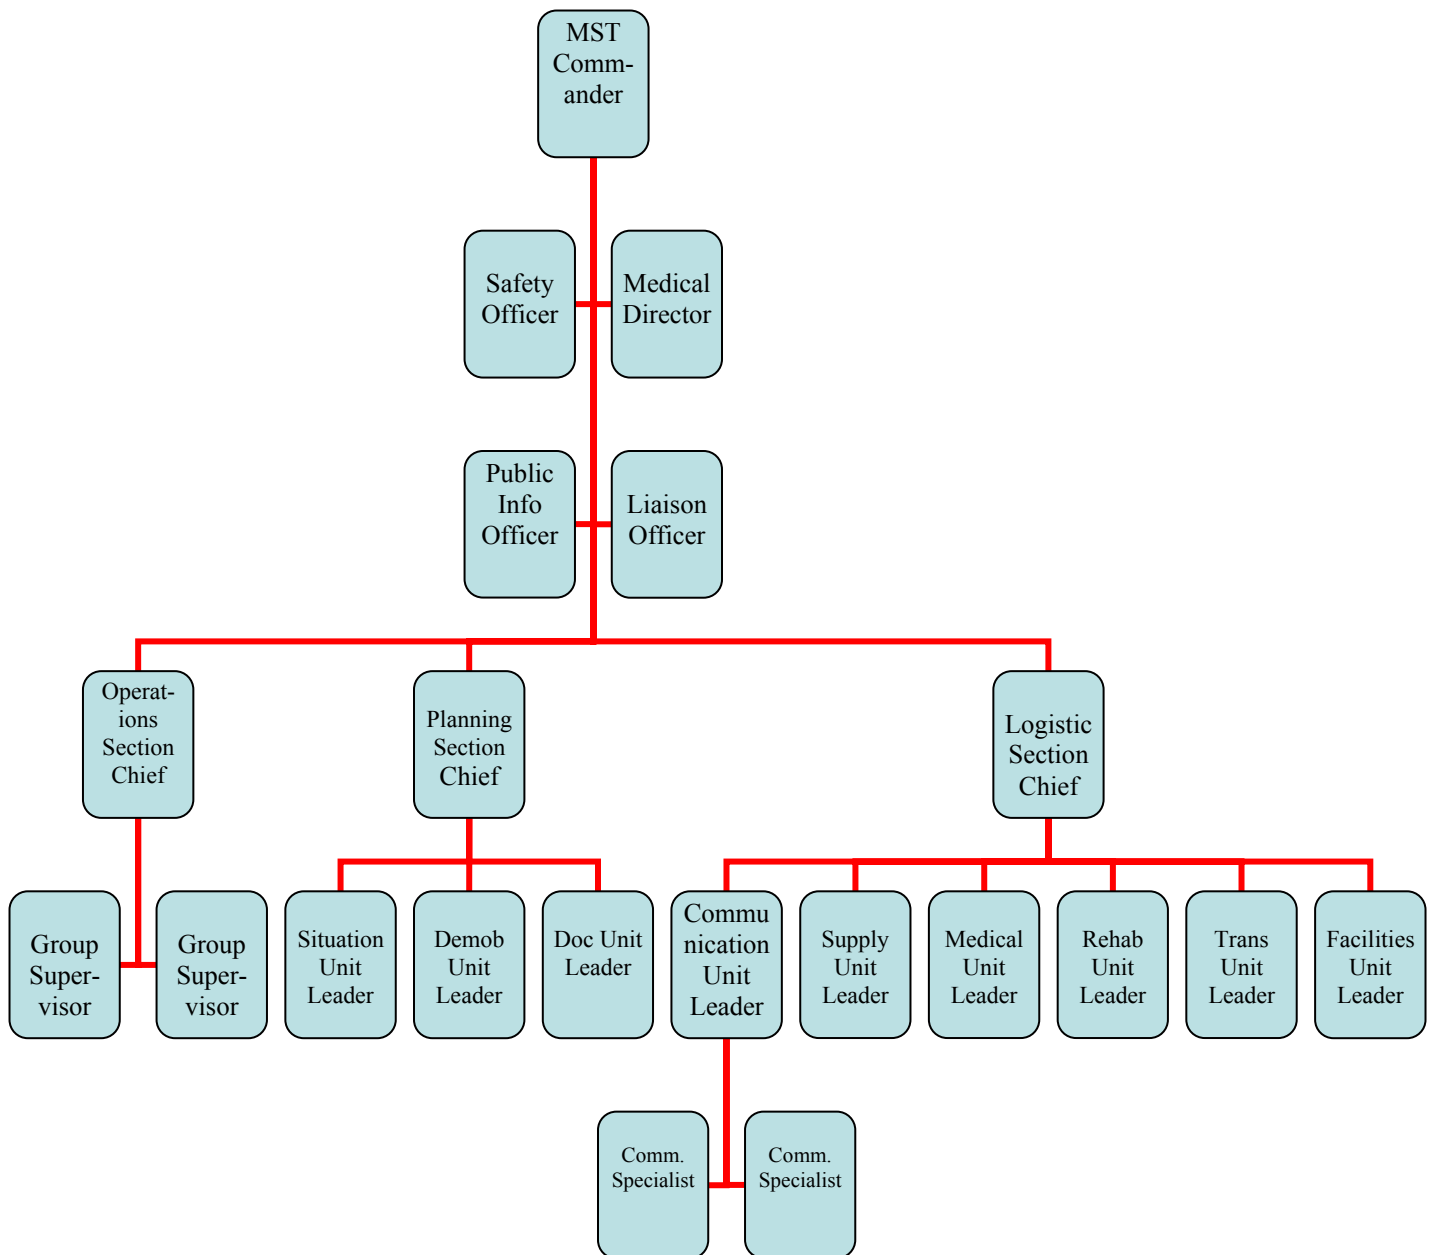 MST
Comm-
ander
Safety
Officer
Medical
Director
Public
Info
Officer
Liaison
Officer
Operat-
ions
Section
Chief
Planning
Section
Chief
Logistic
Section
Chief
Group
Super-
visor
Group
Super-
visor
Situation
Unit
Leader
Demob
Unit
Leader
Doc Unit
Leader
Commu
nication
Unit
Leader
Supply
Unit
Leader
Medical
Unit
Leader
Rehab
Unit
Leader
Trans
Unit
Leader
Facilities
Unit
Leader
Comm.
Specialist
Comm.
Specialist